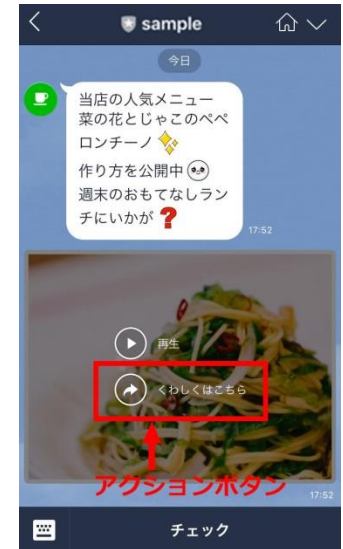 sample
今日
当店の人気メニュー
菜の花とじゃこのペペ
ロンチーノ
作り方を公開中
週末のおもてなしラン
チにいかが❓
17:52
再生
くわしくはこちら
アクションボタン
17:52
チェック